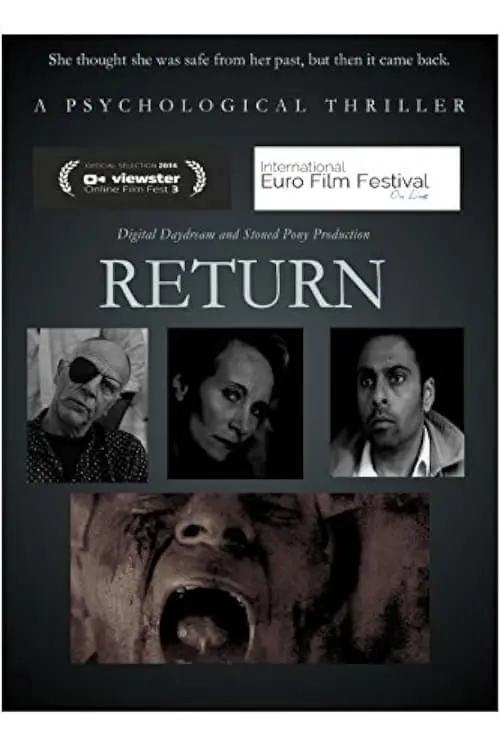 She thought she was safe from her past, but then it came back.
A PSYCHOLOGICAL THRILLER
OFFICIAL SELECTION 2014
viewster
Online Film Fest 3
International
Euro Film Festival
On Line
Digital Daydream and Stoned Pony Production
RETURN